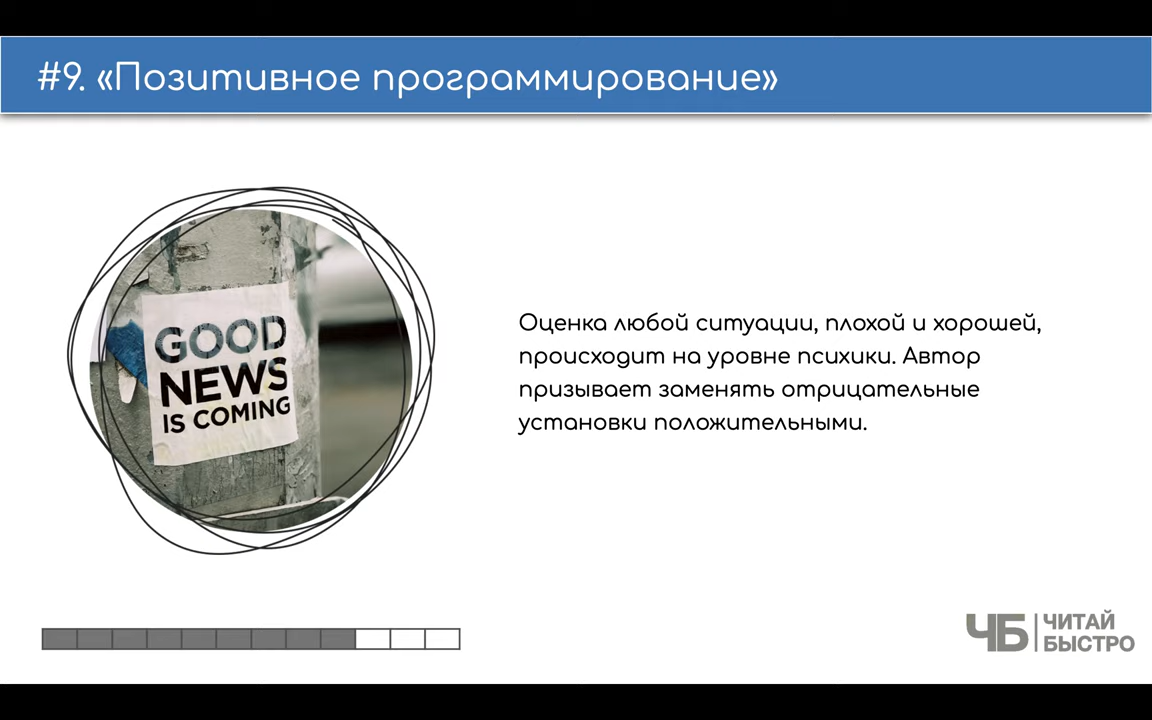 #9. «Позитивное программирование»
GOOD
NEWS
IS COMING
Оценка любой ситуации, плохой и хорошей,
происходит на уровне психики. Автор
призывает заменять отрицательные
установки положительными.
ЧБ
ЧИТАЙ
БЫСТРО